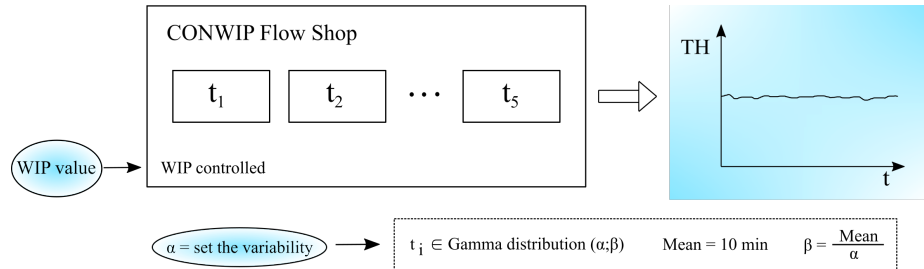 CONWIP Flow Shop
t1 t2 ... t5
WIP value
WIP controlled
TH
t
α = set the variability
t i ∈ Gamma distribution (α;β) Mean = 10 min β = Mean / α